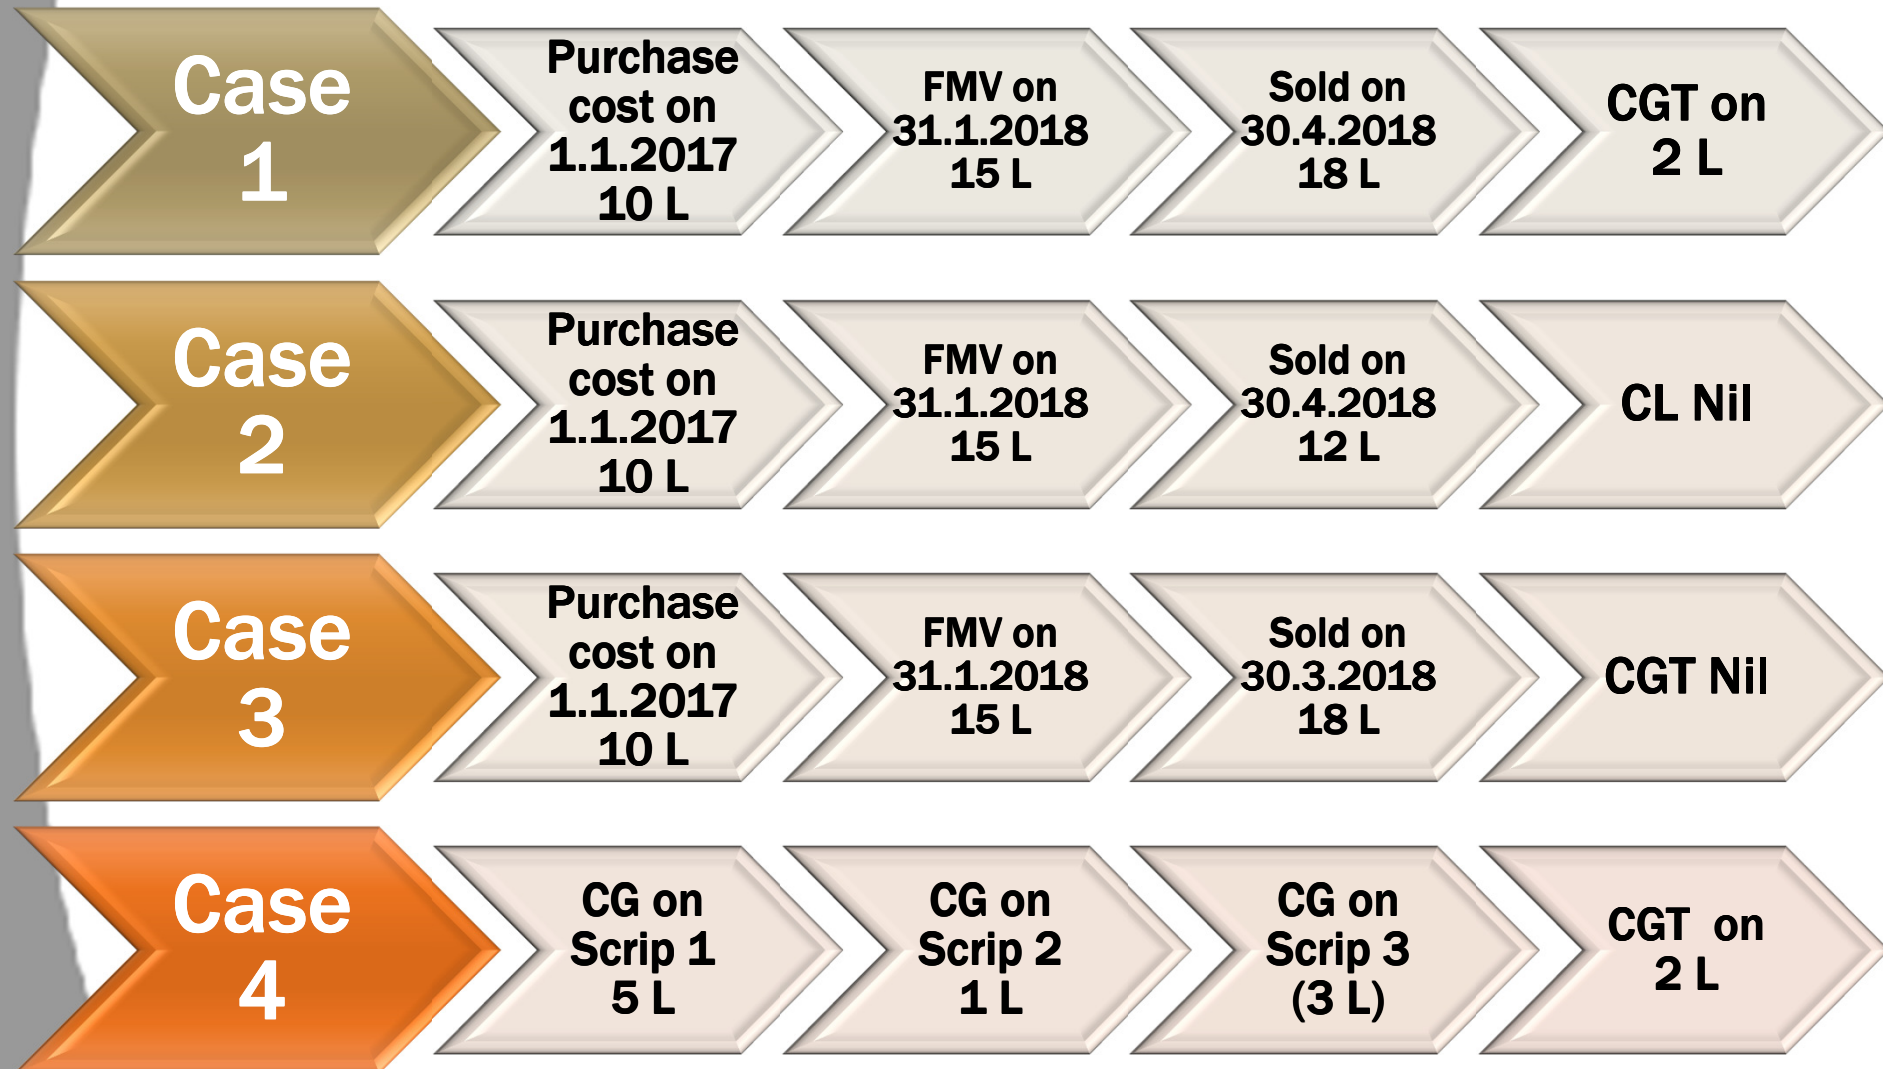 Case
1
Purchase
cost on
1.1.2017
10 L
FMV on
31.1.2018
15 L
Sold on
30.4.2018
18 L
CGT on
2 L
Case
2
Purchase
cost on
1.1.2017
10 L
FMV on
31.1.2018
15 L
Sold on
30.4.2018
12 L
CL Nil
Case
3
Purchase
cost on
1.1.2017
10 L
FMV on
31.1.2018
15 L
Sold on
30.3.2018
18 L
CGT Nil
Case
4
CG on
Scrip 1
5 L
CG on
Scrip 2
1 L
CG on
Scrip 3
(3 L)
CGT on
2 L